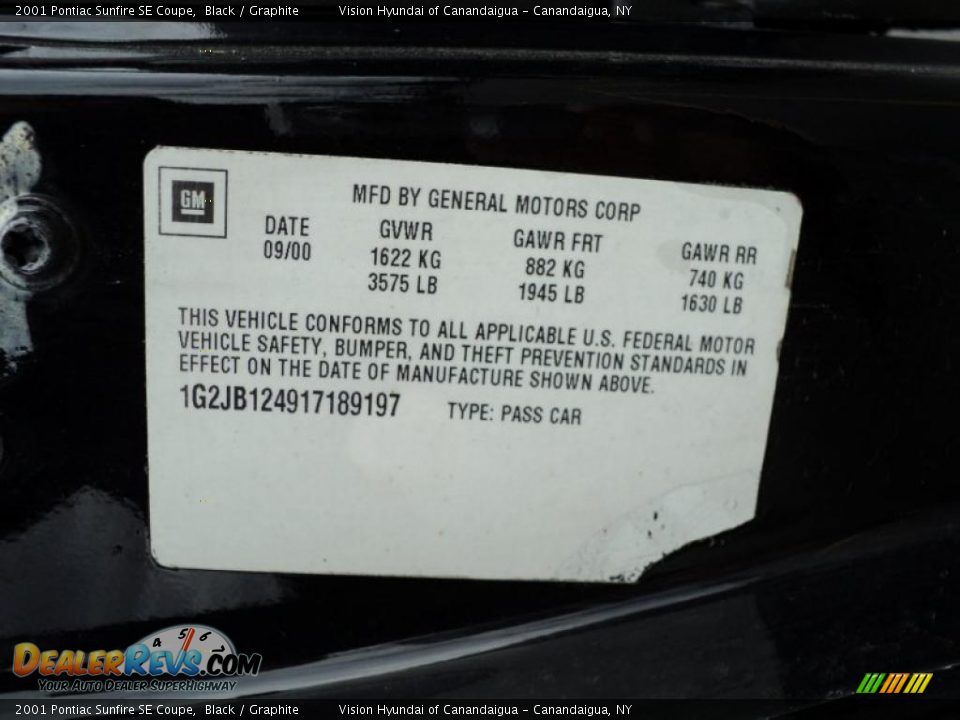 2001 Pontiac Sunfire SE Coupe, Black / Graphite Vision Hyundai of Canandaigua - Canandaigua, NY
GM
MFD BY GENERAL MOTORS CORP
DATE GVWR GAWR FRT GAWR RR
09/00 1622 KG 882 KG 740 KG
3575 LB 1945 LB 1630 LB
THIS VEHICLE CONFORMS TO ALL APPLICABLE U.S. FEDERAL MOTOR
VEHICLE SAFETY, BUMPER, AND THEFT PREVENTION STANDARDS IN
EFFECT ON THE DATE OF MANUFACTURE SHOWN ABOVE.
1G2JB124917189197 TYPE: PASS CAR
4 5 6
DEALERREVS.COM
YOUR AUTO DEALER SUPERHIGHWAY
2001 Pontiac Sunfire SE Coupe, Black / Graphite Vision Hyundai of Canandaigua - Canandaigua, NY